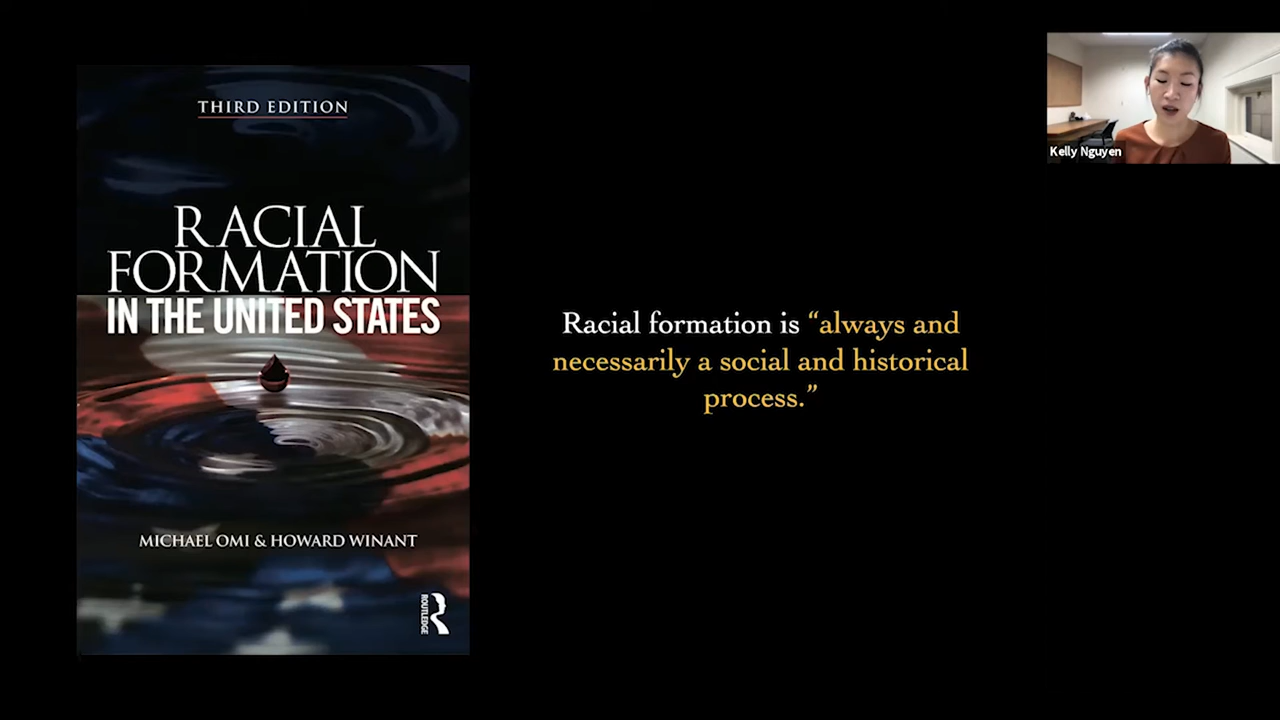 THIRD EDITION
RACIAL
FORMATION
IN THE UNITED STATES
MICHAEL OMI & HOWARD WINANT
ROUTLEDGE
Racial formation is “always and
necessarily a social and historical
process.”
Kelly Nguyen